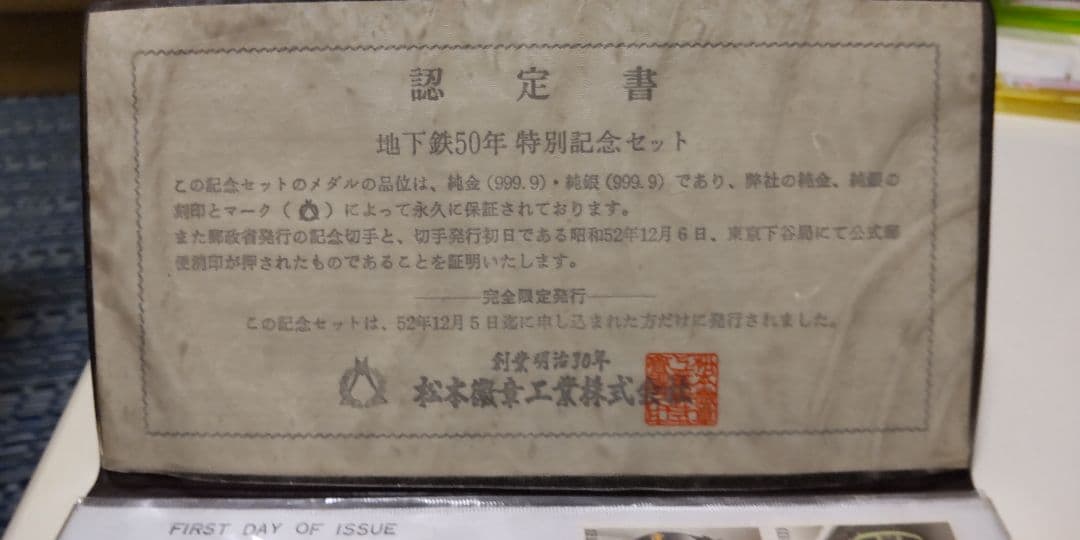 認定書
地下鉄50年 特別記念セット
この記念セットのメダルの品位は、純金(999.9)・純銀(999.9)であり、弊社の純金、純銀の
刻印とマーク( )によって永久に保証されております。
また郵政省発行の記念切手と、切手発行初日である昭和52年12月6日、東京下谷局にて公式郵
便消印が押されたものであることを証明いたします。
完全限定発行
この記念セットは、52年12月5日迄に申し込まれた方だけに発行されました。
創業明治30年
松本徽章工業株式会社
FIRST DAY OF ISSUE